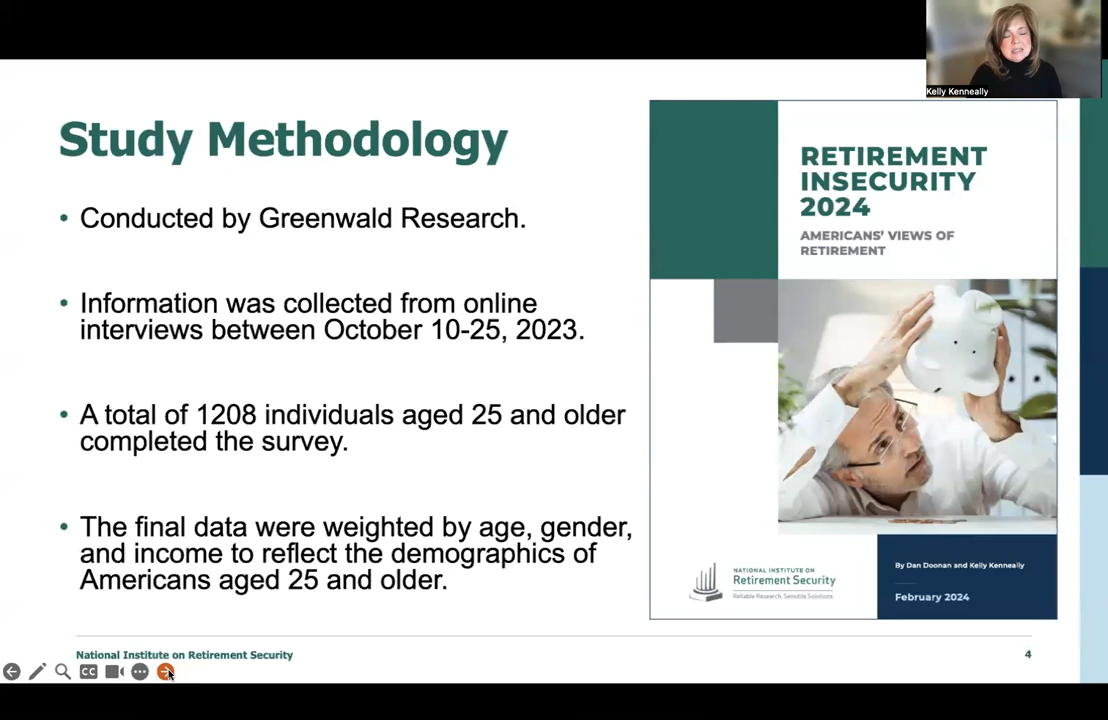 Kelly Kenneally
Study Methodology
• Conducted by Greenwald Research.
• Information was collected from online
interviews between October 10-25, 2023.
• A total of 1208 individuals aged 25 and older
completed the survey.
• The final data were weighted by age, gender,
and income to reflect the demographics of
Americans aged 25 and older.
RETIREMENT
INSECURITY
2024
AMERICANS' VIEWS OF
RETIREMENT
NATIONAL INSTITUTE ON
Retirement Security
Reliable Research. Sensible Solutions.
By Dan Doonan and Kelly Kenneally
February 2024
National Institute on Retirement Security
4
CC